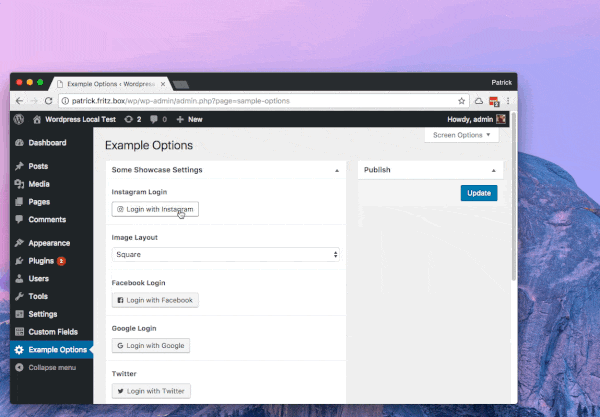 Example Options ‹ Wordpress
Patrick
patrick.fritz.box/wp/wp-admin/admin.php?page=sample-options
Wordpress Local Test
2
0
New
Howdy, admin
Screen Options
Dashboard
Posts
Media
Pages
Comments
Appearance
Plugins 2
Users
Tools
Settings
Custom Fields
Example Options
Collapse menu
Example Options
Some Showcase Settings
Instagram Login
Login with Instagram
Image Layout
Square
Facebook Login
Login with Facebook
Google Login
Login with Google
Twitter
Login with Twitter
Publish
Update